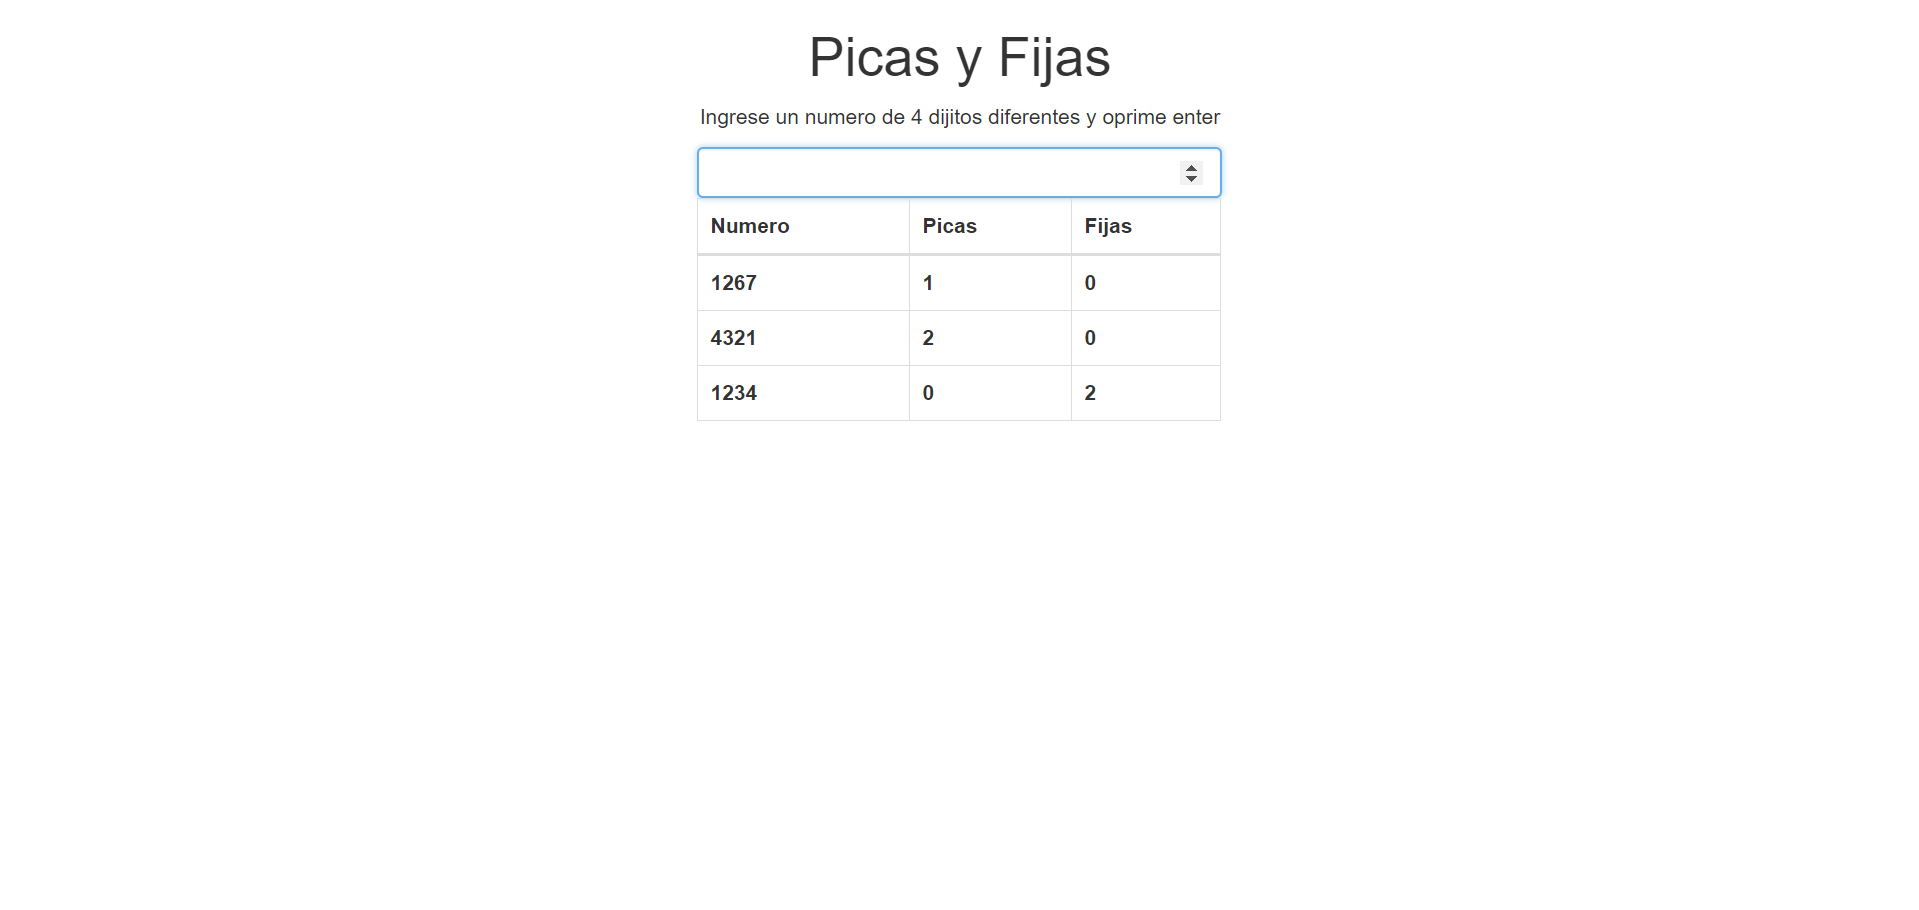 Picas y Fijas
Ingrese un numero de 4 dijitos diferentes y oprime enter
Numero Picas Fijas
1267 1 0
4321 2 0
1234 0 2